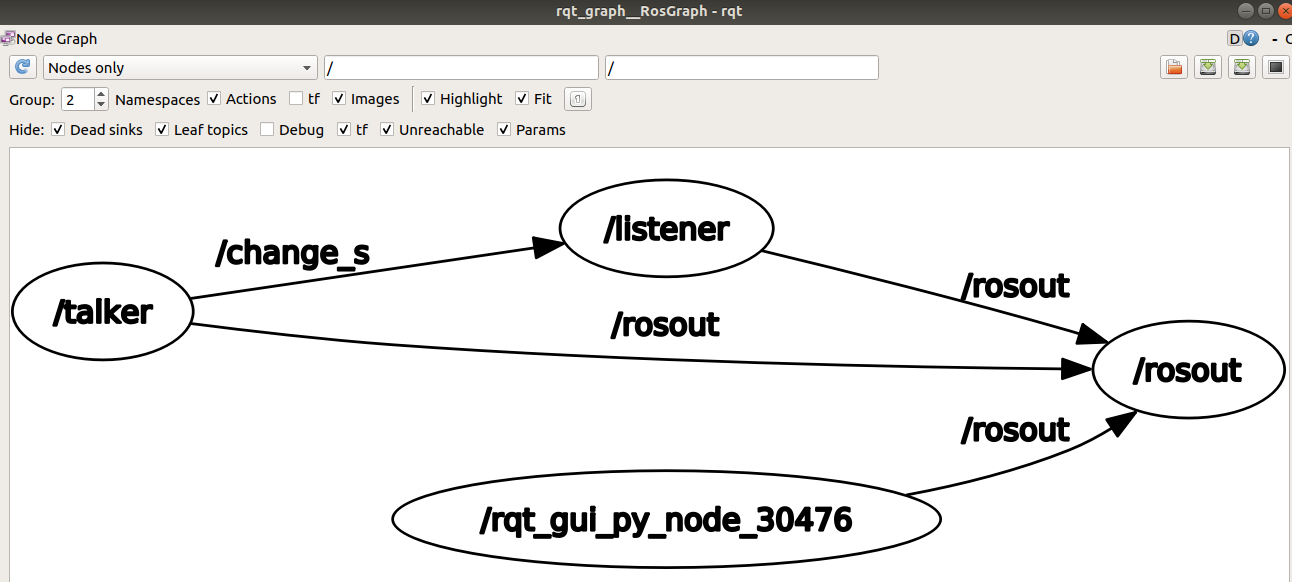 rqt_graph__RosGraph - rqt
Node Graph
D ? - C
Nodes only / /
Group: 2 Namespaces Actions tf Images Highlight Fit
Hide: Dead sinks Leaf topics Debug tf Unreachable Params
/listener
/change_s
/rosout
/talker
/rosout
/rosout
/rosout
/rqt_gui_py_node_30476